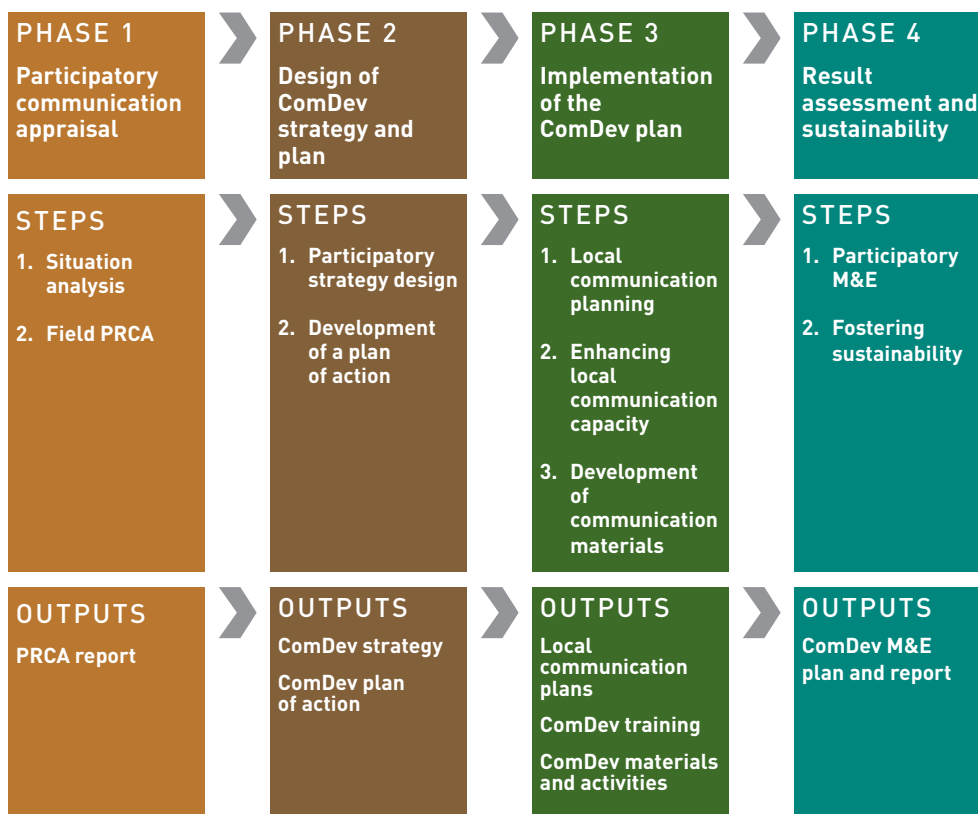 PHASE 1
Participatory
communication
appraisal
PHASE 2
Design of
ComDev
strategy and
plan
PHASE 3
Implementation
of the
ComDev plan
PHASE 4
Result
assessment and
sustainability
STEPS
1. Situation
analysis
2. Field PRCA
STEPS
1. Participatory
strategy design
2. Development
of a plan
of action
STEPS
1. Local
communication
planning
2. Enhancing
local
communication
capacity
3. Development
of
communication
materials
STEPS
1. Participatory
M&E
2. Fostering
sustainability
OUTPUTS
PRCA report
OUTPUTS
ComDev strategy
ComDev plan
of action
OUTPUTS
Local
communication
plans
ComDev training
ComDev materials
and activities
OUTPUTS
ComDev M&E
plan and report